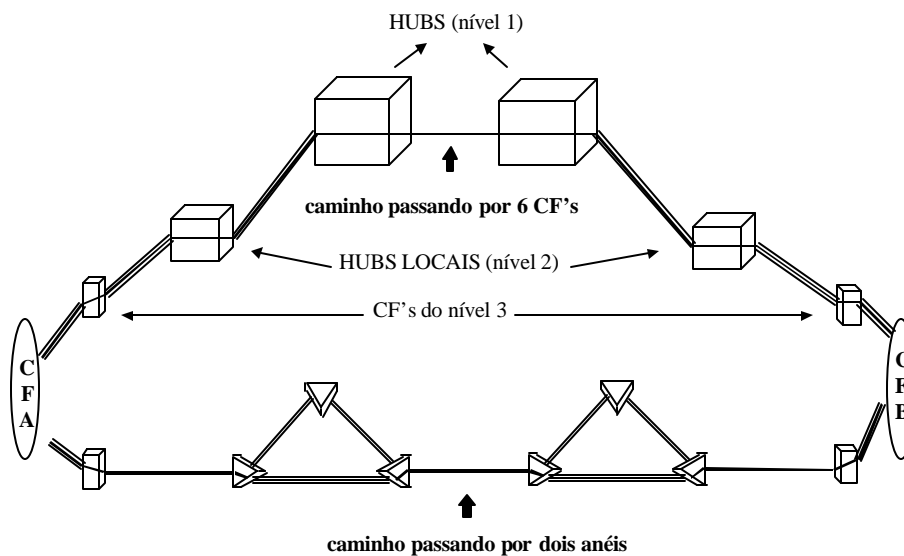 HUBS (nível 1)
caminho passando por 6 CF's
HUBS LOCAIS (nível 2)
CF's do nível 3
C
F
A
C
F
B
caminho passando por dois anéis